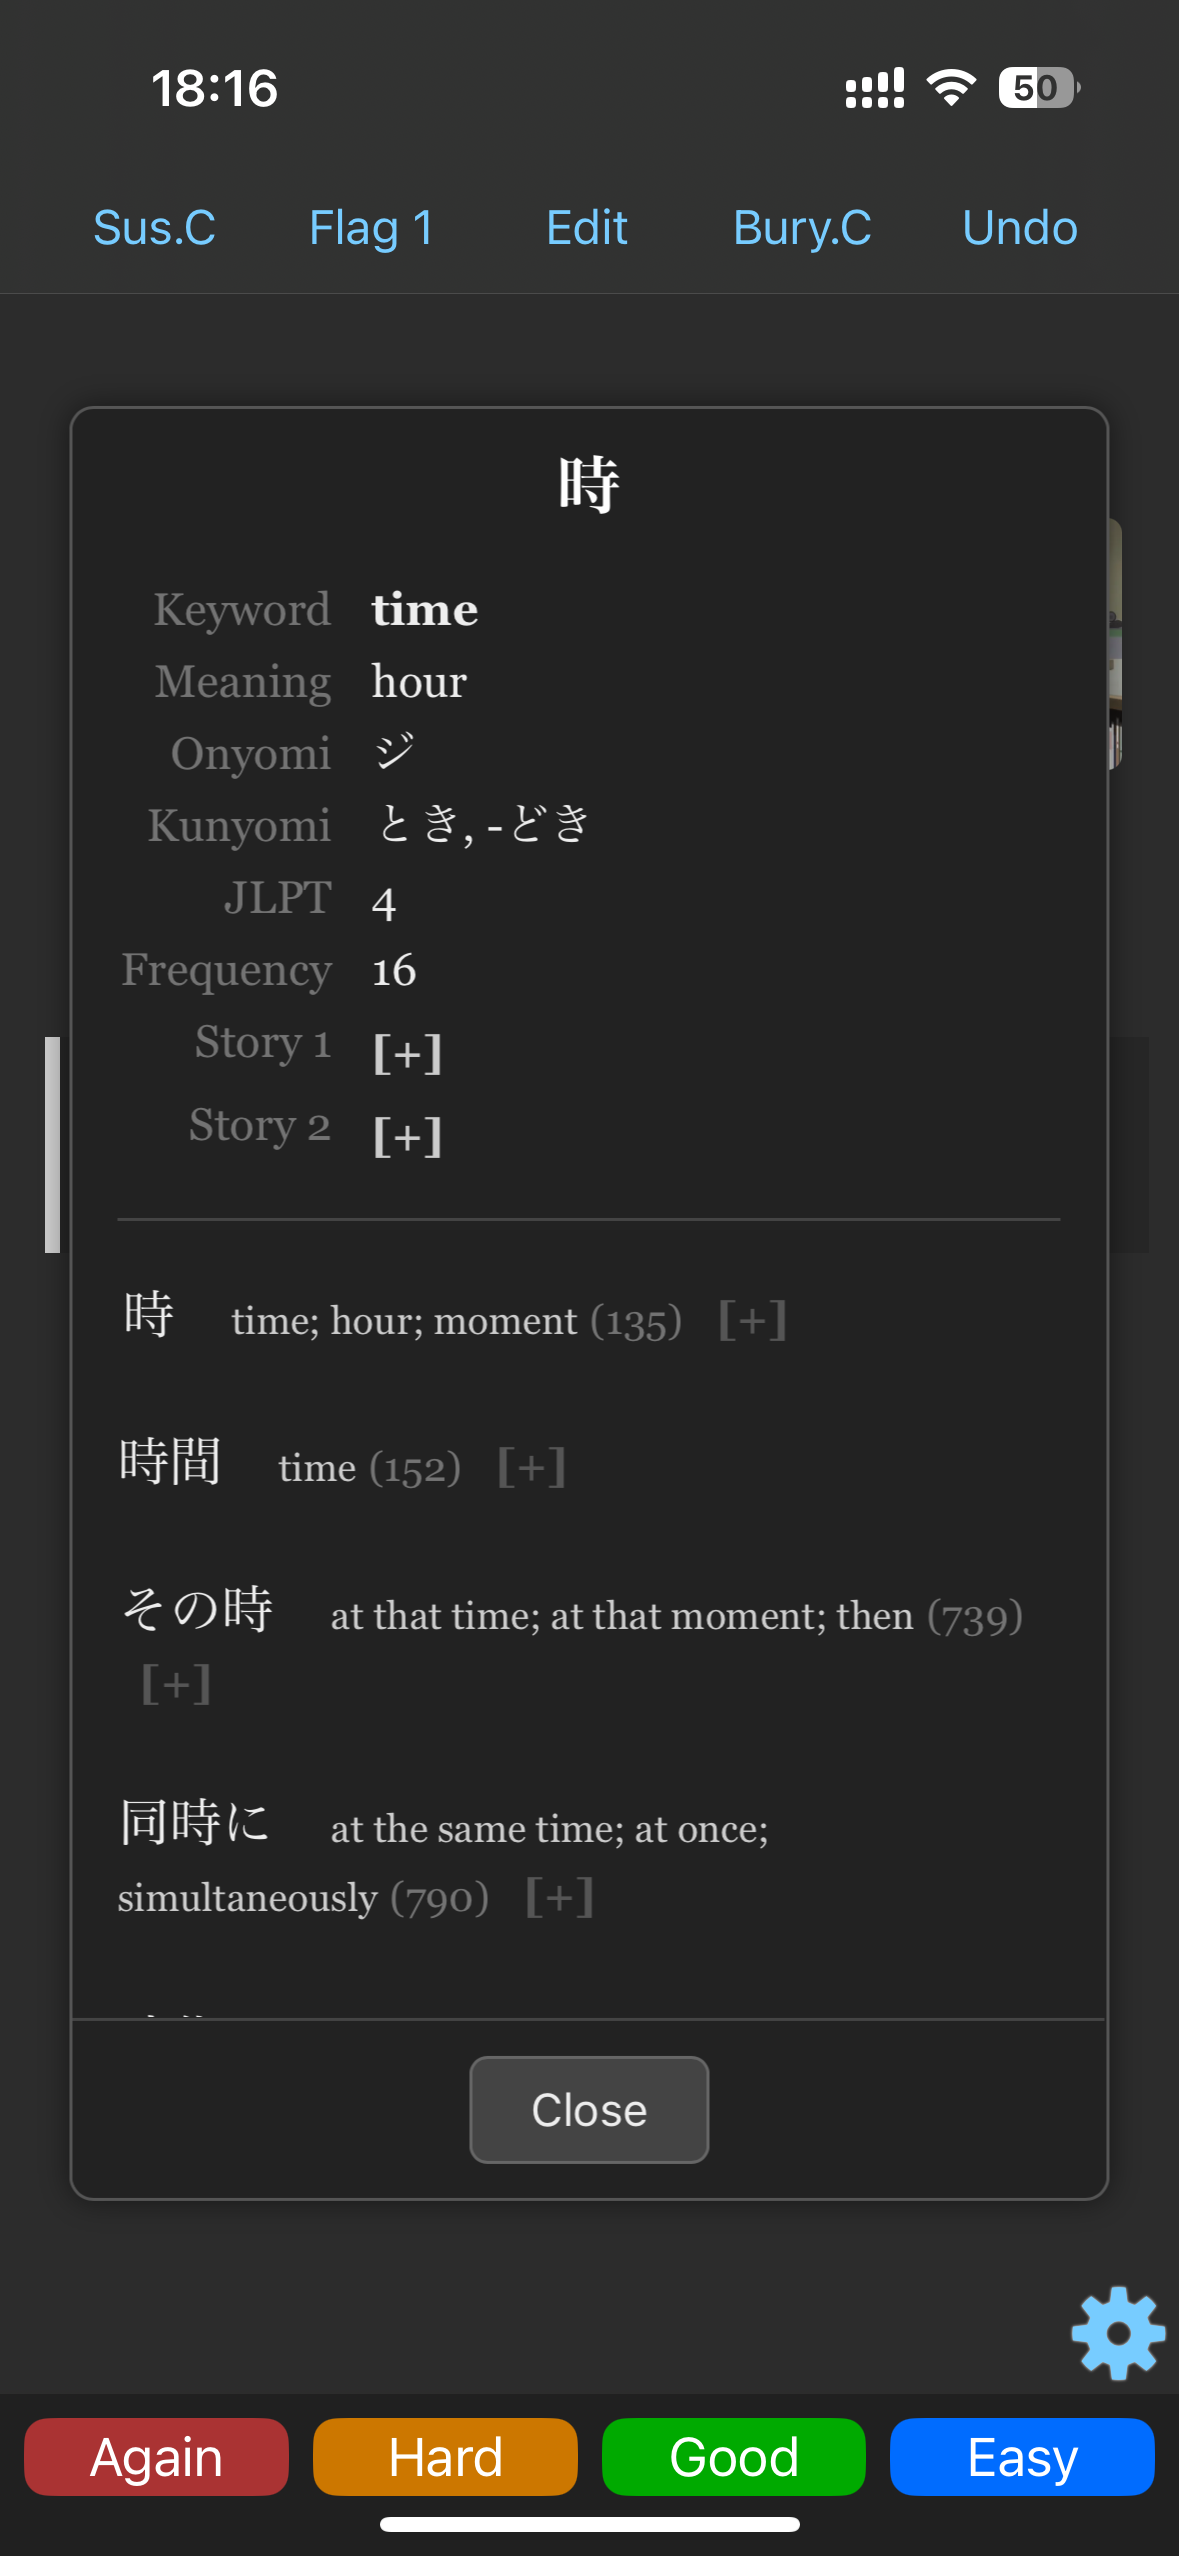 18:16
50
Sus.C Flag 1 Edit Bury.C Undo
時
Keyword time
Meaning hour
Onyomi ジ
Kunyomi とき, -どき
JLPT 4
Frequency 16
Story 1 [+]
Story 2 [+]
時 time; hour; moment (135) [+]
時間 time (152) [+]
その時 at that time; at that moment; then (739)
[+]
同時に at the same time; at once;
simultaneously (790) [+]
Close
Again Hard Good Easy